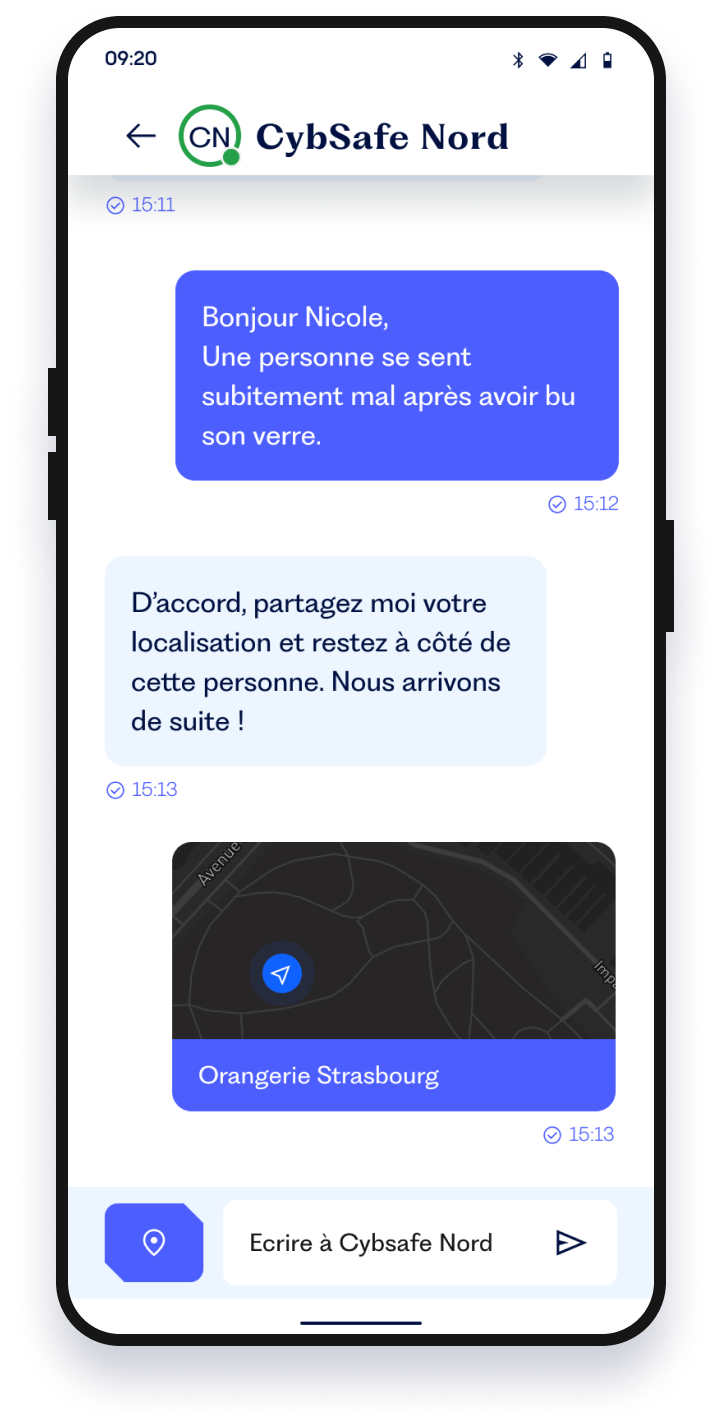 09:20
CN CybSafe Nord
15:11
Bonjour Nicole,
Une personne se sent
subitement mal après avoir bu
son verre.
15:12
D’accord, partagez moi votre
localisation et restez à côté de
cette personne. Nous arrivons
de suite !
15:13
Avenue
Impa
Orangerie Strasbourg
15:13
Ecrire à Cybsafe Nord